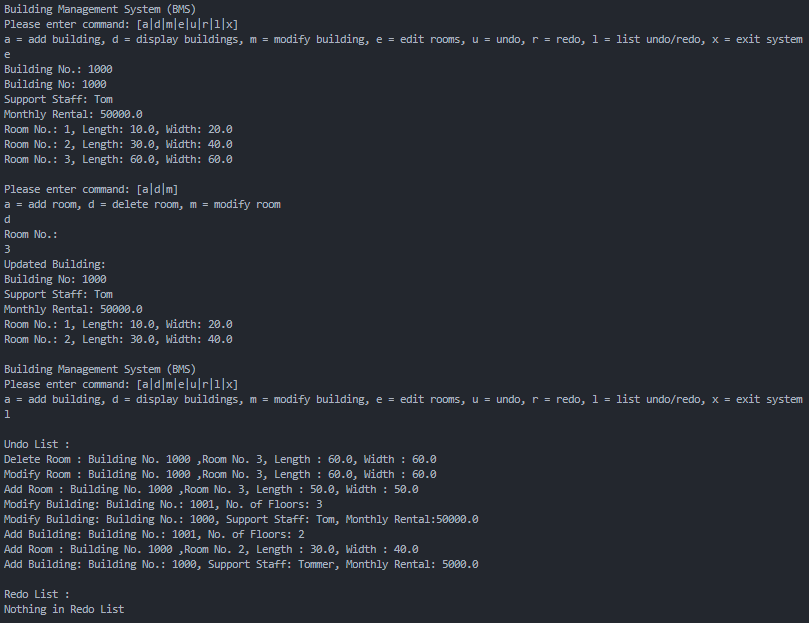 Building Management System (BMS)
Please enter command: [a|d|m|e|u|r|l|x]
a = add building, d = display buildings, m = modify building, e = edit rooms, u = undo, r = redo, l = list undo/redo, x = exit system
e
Building No.: 1000
Building No: 1000
Support Staff: Tom
Monthly Rental: 50000.0
Room No.: 1, Length: 10.0, Width: 20.0
Room No.: 2, Length: 30.0, Width: 40.0
Room No.: 3, Length: 60.0, Width: 60.0
Please enter command: [a|d|m]
a = add room, d = delete room, m = modify room
d
Room No.:
3
Updated Building:
Building No: 1000
Support Staff: Tom
Monthly Rental: 50000.0
Room No.: 1, Length: 10.0, Width: 20.0
Room No.: 2, Length: 30.0, Width: 40.0
Building Management System (BMS)
Please enter command: [a|d|m|e|u|r|l|x]
a = add building, d = display buildings, m = modify building, e = edit rooms, u = undo, r = redo, l = list undo/redo, x = exit system
l
Undo List :
Delete Room : Building No. 1000 ,Room No. 3, Length : 60.0, Width : 60.0
Modify Room : Building No. 1000 ,Room No. 3, Length : 60.0, Width : 60.0
Add Room : Building No. 1000 ,Room No. 3, Length : 50.0, Width : 50.0
Modify Building: Building No.: 1001, No. of Floors: 3
Modify Building: Building No.: 1000, Support Staff: Tom, Monthly Rental:50000.0
Add Building: Building No.: 1001, No. of Floors: 2
Add Room : Building No. 1000 ,Room No. 2, Length : 30.0, Width : 40.0
Add Building: Building No.: 1000, Support Staff: Tommer, Monthly Rental: 5000.0
Redo List :
Nothing in Redo List